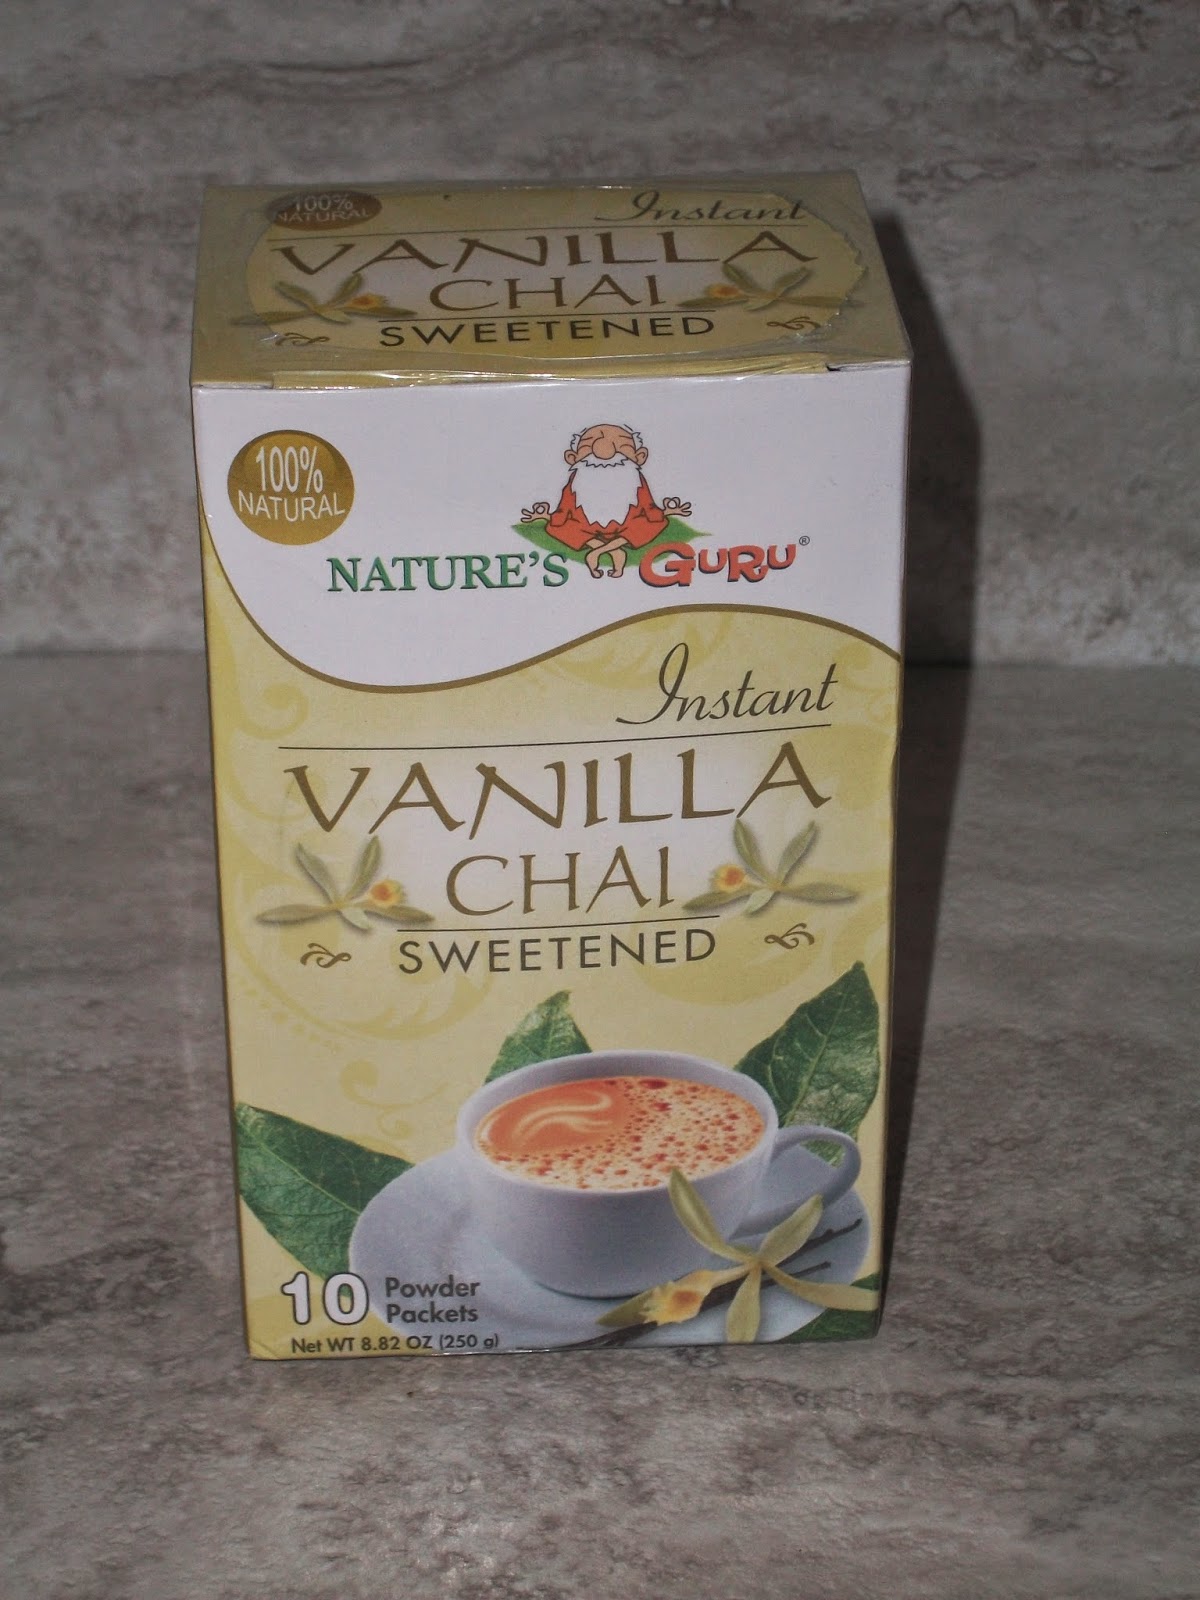 100%
NATURAL
Instant
VANILLA
CHAI
SWEETENED
100%
NATURAL
NATURE'S GURU®
Instant
VANILLA
CHAI
SWEETENED
10 Powder
Packets
Net WT 8.82 OZ (250 g)